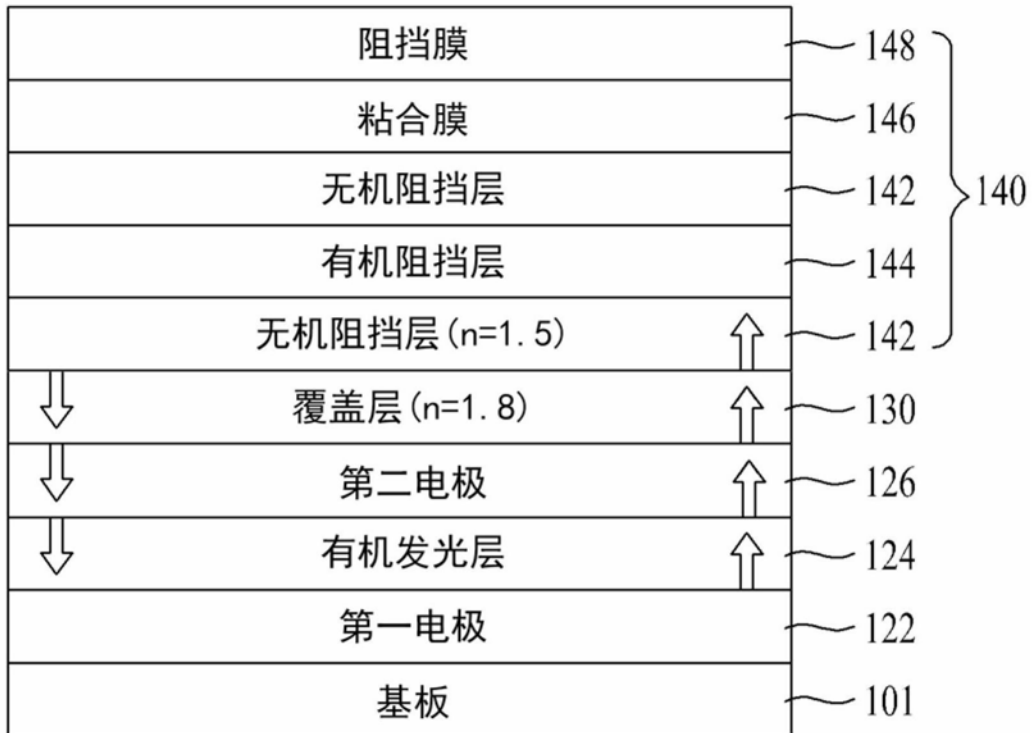 阻挡膜 148
粘合膜 146
无机阻挡层 142
140
有机阻挡层 144
无机阻挡层(n=1.5) 142
覆盖层(n=1.8) 130
第二电极 126
有机发光层 124
第一电极 122
基板 101